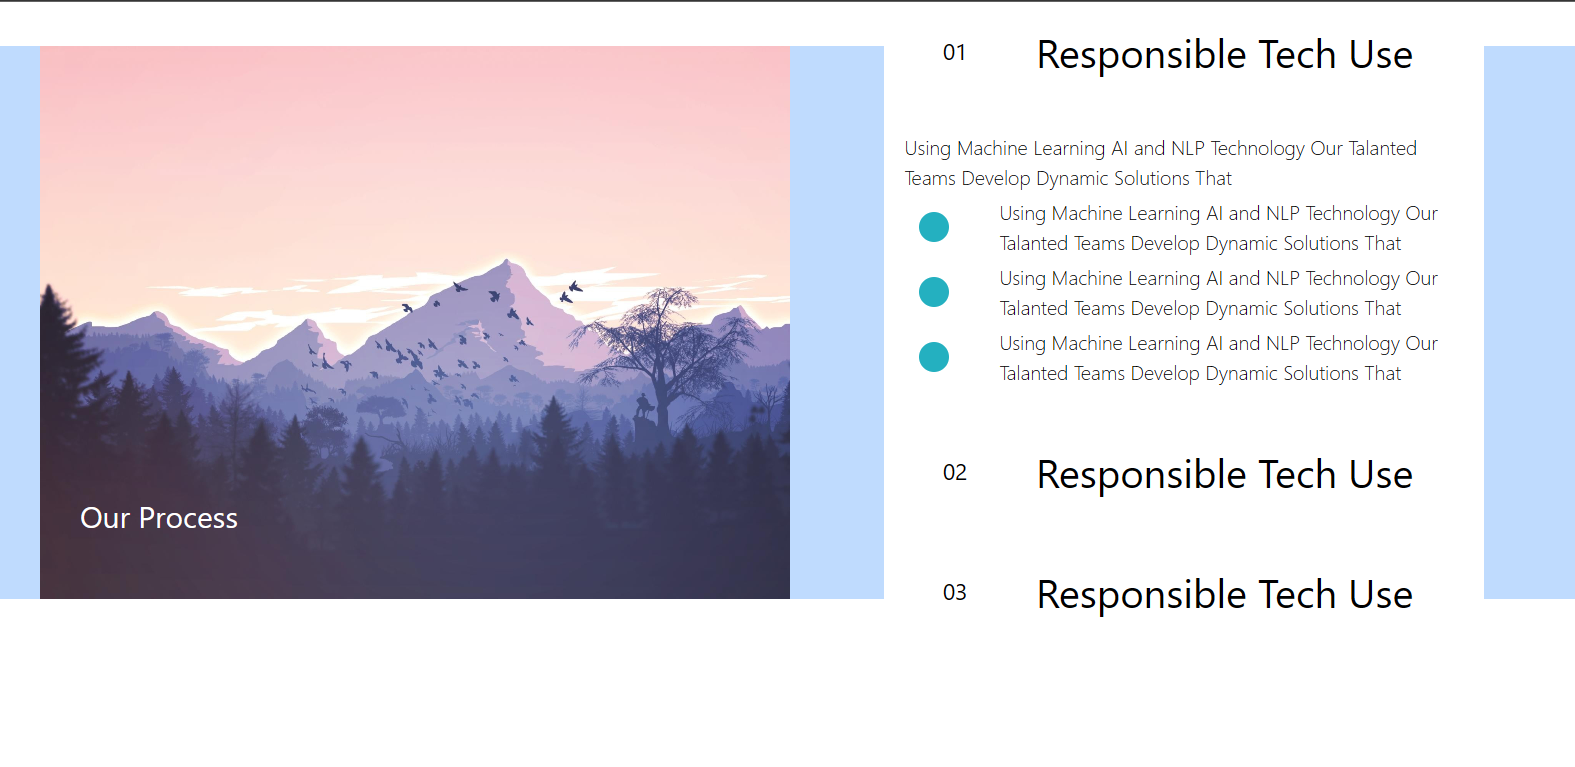 Our Process
01
Responsible Tech Use
Using Machine Learning AI and NLP Technology Our Talanted
Teams Develop Dynamic Solutions That
Using Machine Learning AI and NLP Technology Our
Talanted Teams Develop Dynamic Solutions That
Using Machine Learning AI and NLP Technology Our
Talanted Teams Develop Dynamic Solutions That
Using Machine Learning AI and NLP Technology Our
Talanted Teams Develop Dynamic Solutions That
02
Responsible Tech Use
03
Responsible Tech Use